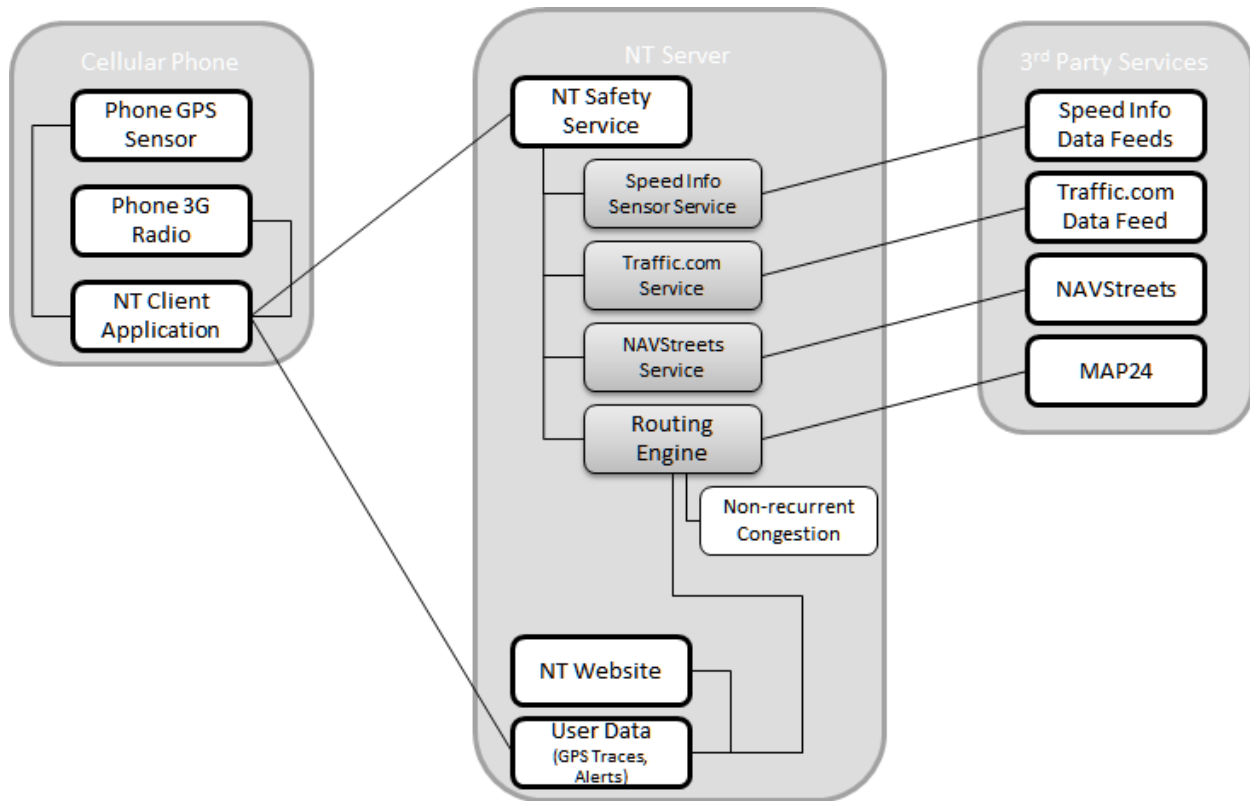 Cellular Phone
Phone GPS
Sensor
Phone 3G
Radio
NT Client
Application
NT Server
NT Safety
Service
Speed Info
Sensor Service
Traffic.com
Service
NAVStreets
Service
Routing
Engine
Non-recurrent
Congestion
NT Website
User Data
(GPS Traces,
Alerts)
3rd Party Services
Speed Info
Data Feeds
Traffic.com
Data Feed
NAVStreets
MAP24